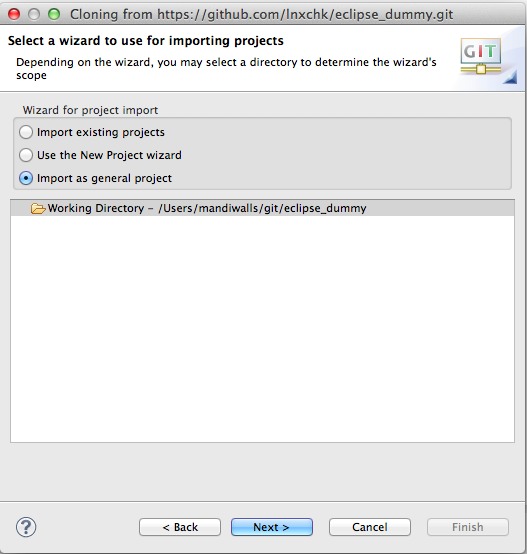 Cloning from https://github.com/lnxchk/eclipse_dummy.git
Select a wizard to use for importing projects
Depending on the wizard, you may select a directory to determine the wizard's
scope
GIT
Wizard for project import
Import existing projects
Use the New Project wizard
Import as general project
Working Directory - /Users/mandiwalls/git/eclipse_dummy
?
< Back
Next >
Cancel
Finish